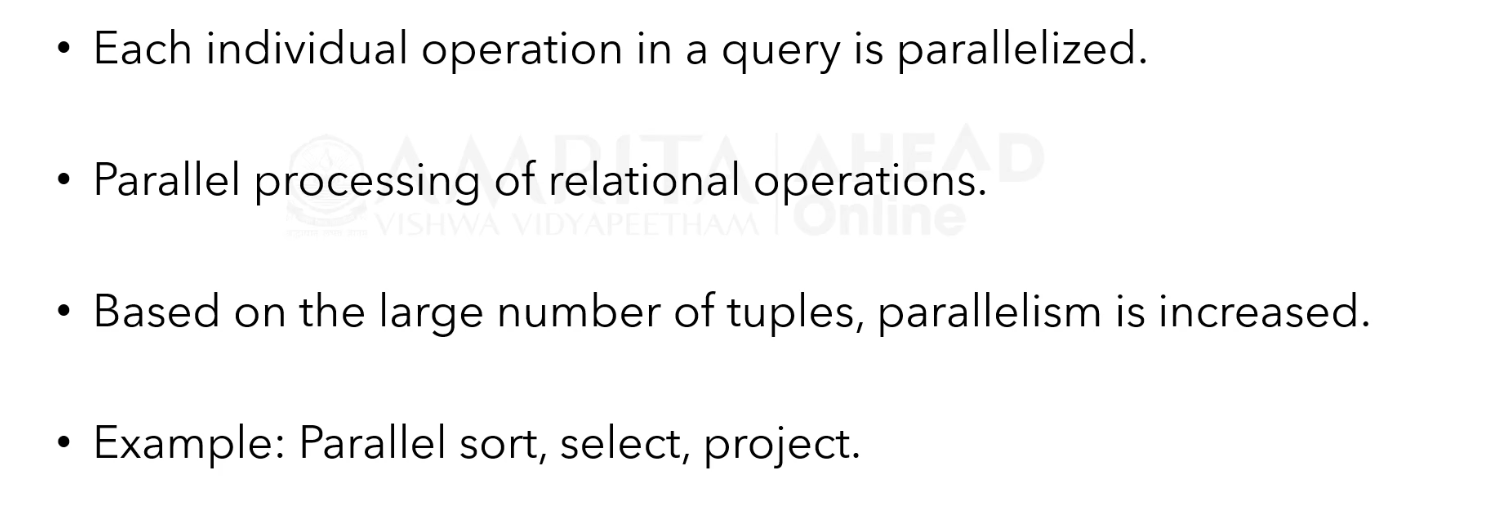 • Each individual operation in a query is parallelized.
AMRITA | AHEAD
• Parallel processing of relational operations.
VISHWA VIDYAPEETHAM | Online
• Based on the large number of tuples, parallelism is increased.
• Example: Parallel sort, select, project.